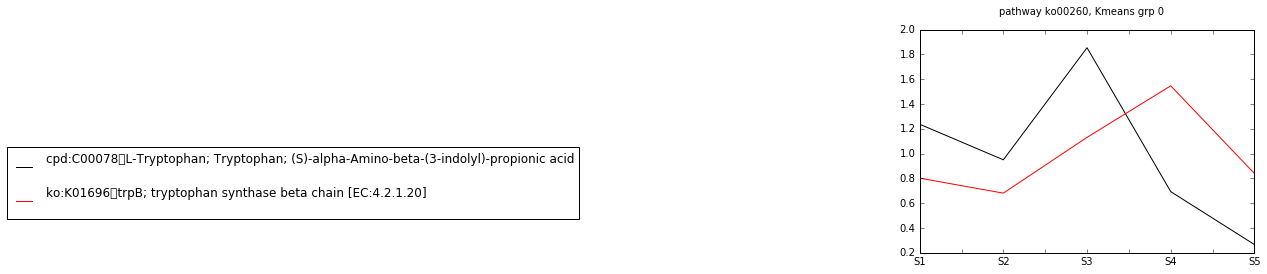 pathway ko00260, Kmeans grp 0
2.0
1.8
1.6
1.4
1.2
1.0
0.8
0.6
0.4
0.2
S1 S2 S3 S4 S5
cpd:C00078▯L-Tryptophan; Tryptophan; (S)-alpha-Amino-beta-(3-indolyl)-propionic acid
ko:K01696▯trpB; tryptophan synthase beta chain [EC:4.2.1.20]